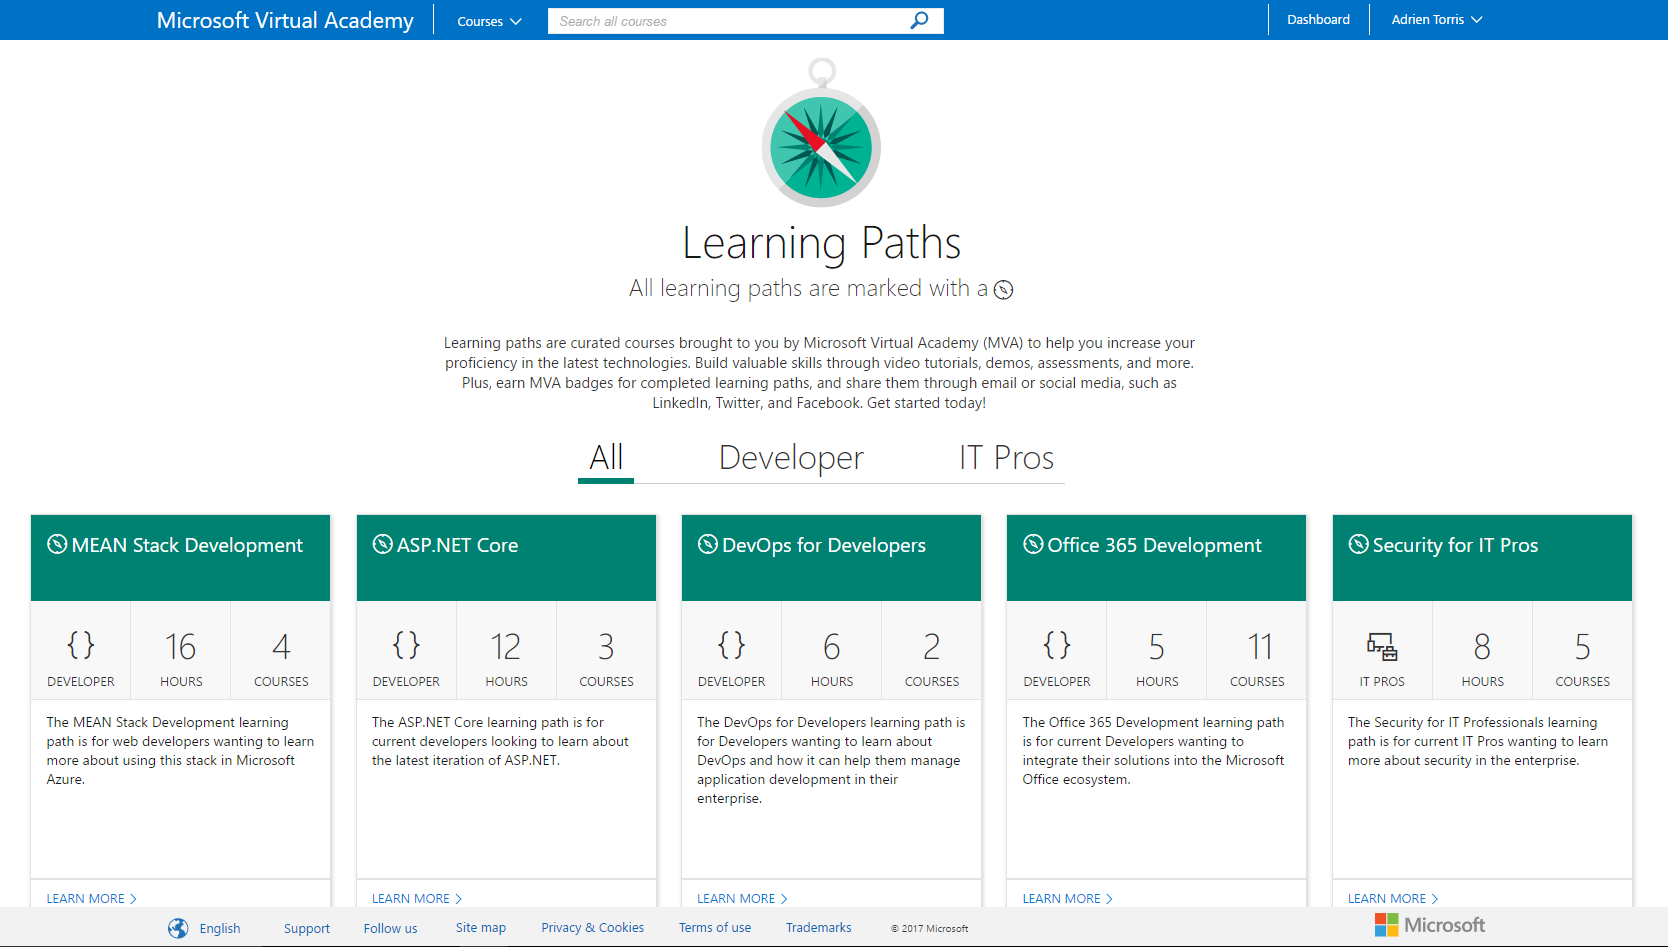 Microsoft Virtual Academy
Courses
Search all courses
Dashboard
Adrien Torris
Learning Paths
All learning paths are marked with a
Learning paths are curated courses brought to you by Microsoft Virtual Academy (MVA) to help you increase your
proficiency in the latest technologies. Build valuable skills through video tutorials, demos, assessments, and more.
Plus, earn MVA badges for completed learning paths, and share them through email or social media, such as
LinkedIn, Twitter, and Facebook. Get started today!
All
Developer
IT Pros
MEAN Stack Development
{ }
DEVELOPER
16
HOURS
4
COURSES
The MEAN Stack Development learning
path is for web developers wanting to learn
more about using this stack in Microsoft
Azure.
LEARN MORE
ASP.NET Core
{ }
DEVELOPER
12
HOURS
3
COURSES
The ASP.NET Core learning path is for
current developers looking to learn about
the latest iteration of ASP.NET.
LEARN MORE
DevOps for Developers
{ }
DEVELOPER
6
HOURS
2
COURSES
The DevOps for Developers learning path is
for Developers wanting to learn about
DevOps and how it can help them manage
application development in their
enterprise.
LEARN MORE
Office 365 Development
{ }
DEVELOPER
5
HOURS
11
COURSES
The Office 365 Development learning path
is for current Developers wanting to
integrate their solutions into the Microsoft
Office ecosystem.
LEARN MORE
Security for IT Pros
IT PROS
8
HOURS
5
COURSES
The Security for IT Professionals learning
path is for current IT Pros wanting to learn
more about security in the enterprise.
LEARN MORE
English
Support
Follow us
Site map
Privacy & Cookies
Terms of use
Trademarks
© 2017 Microsoft
Microsoft